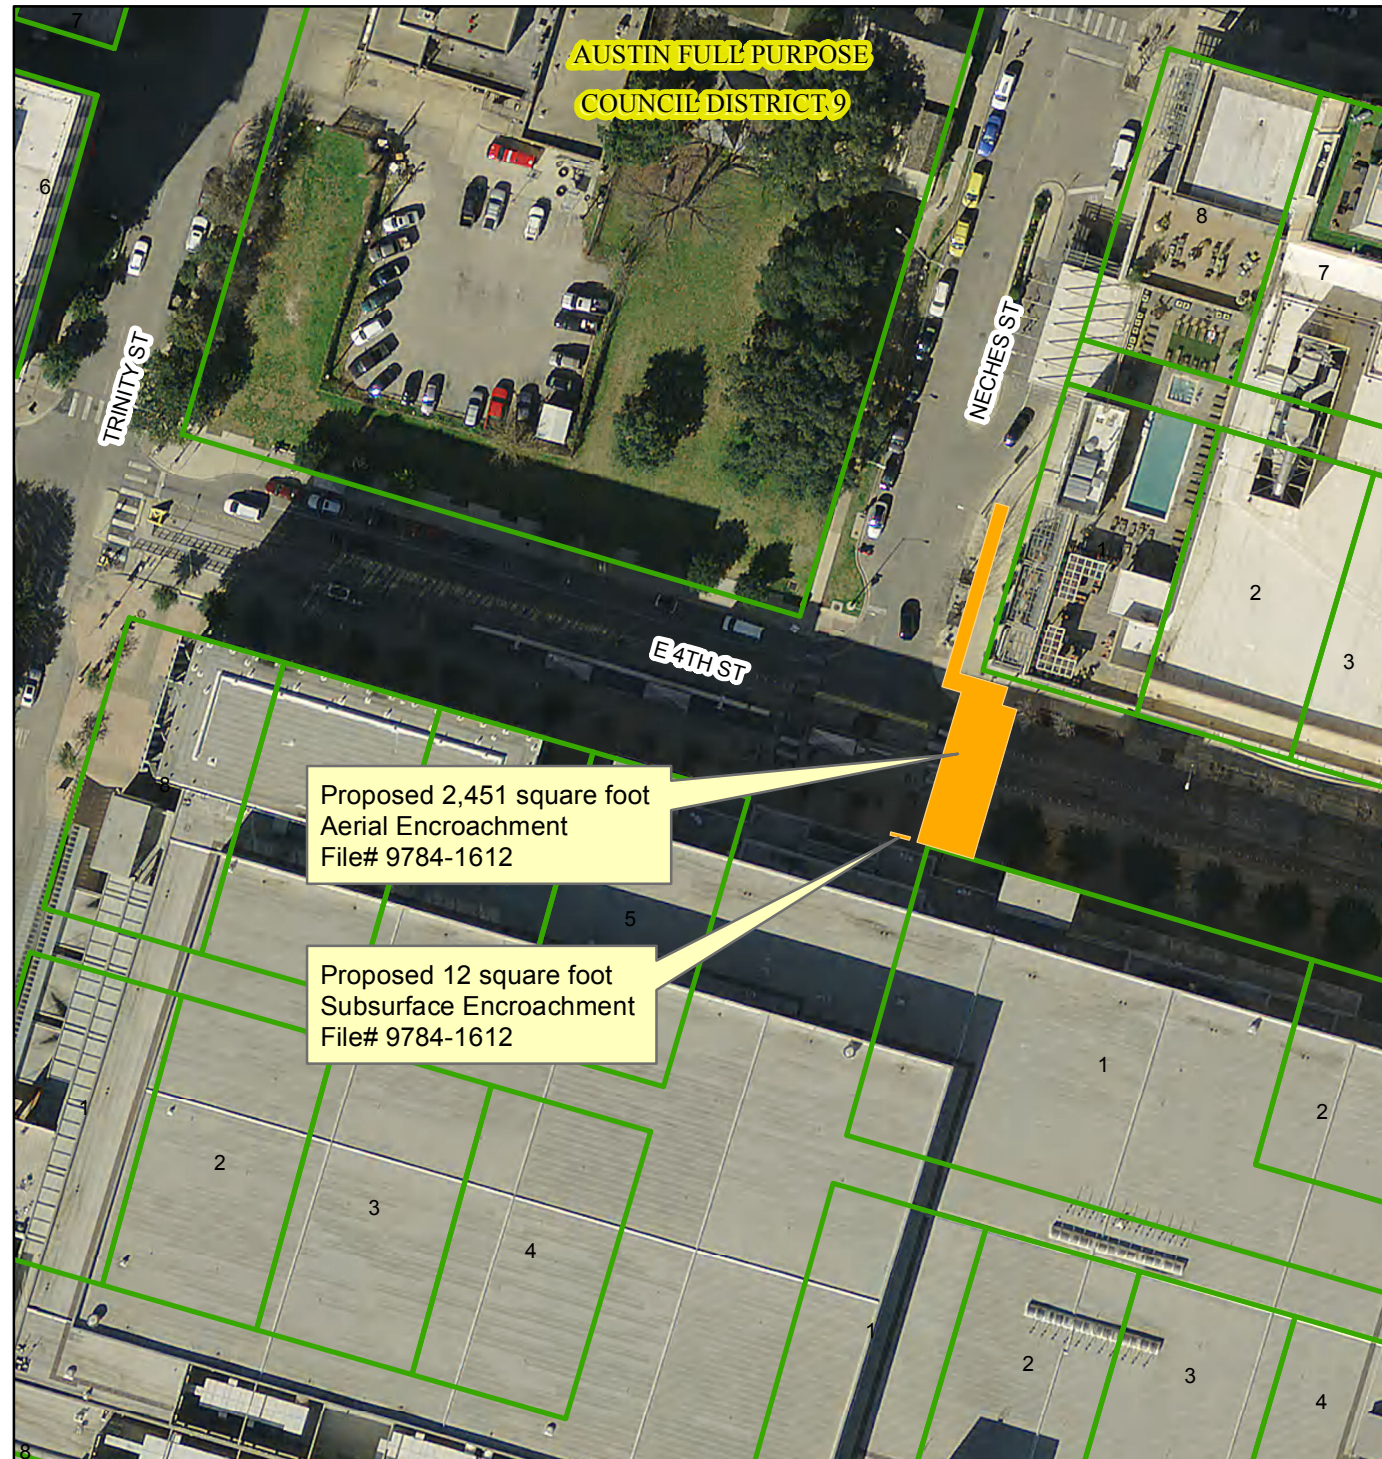 7
AUSTIN FULL PURPOSE
COUNCIL DISTRICT 9
6
8
7
TRINITY ST
NECHES ST
1
2
3
E 4TH ST
8
Proposed 2,451 square foot
Aerial Encroachment
File# 9784-1612
5
Proposed 12 square foot
Subsurface Encroachment
File# 9784-1612
1
2
1
2
3
4
1
2
3
4
8